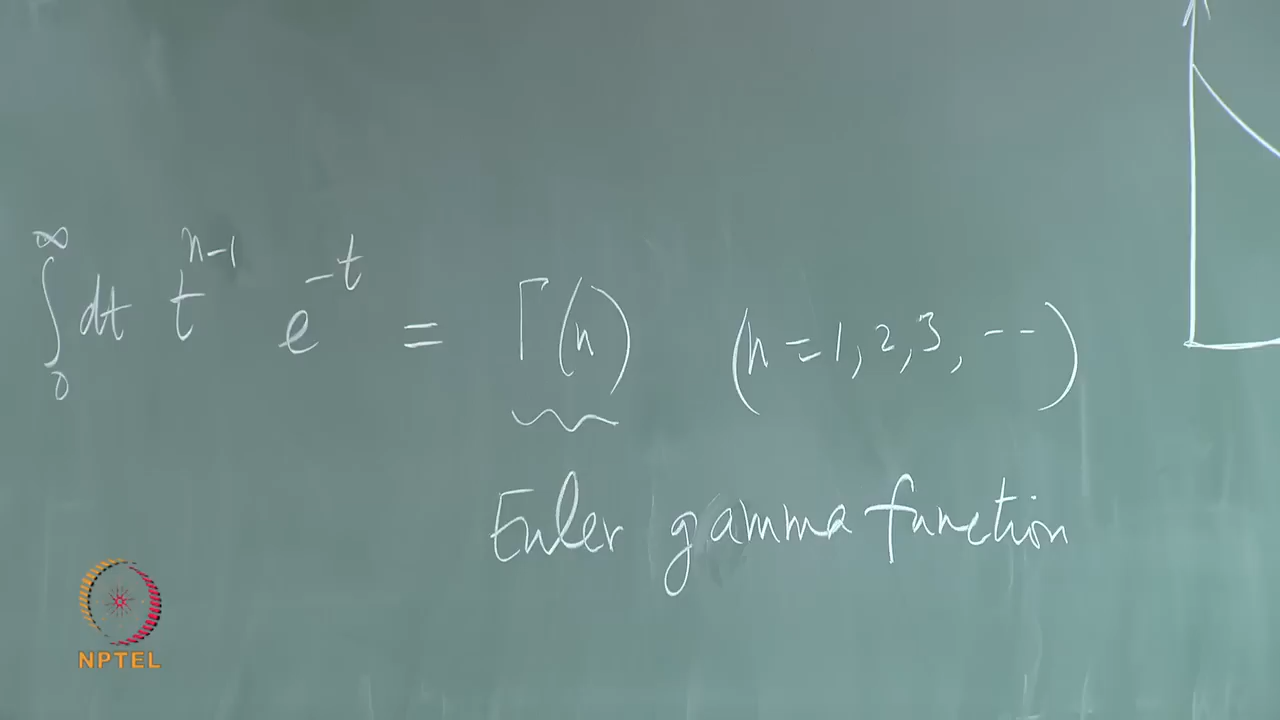 ∫₀^∞ dt t^{n-1} e^{-t} = Γ(n) (n = 1, 2, 3, --)
Euler gamma function
NPTEL